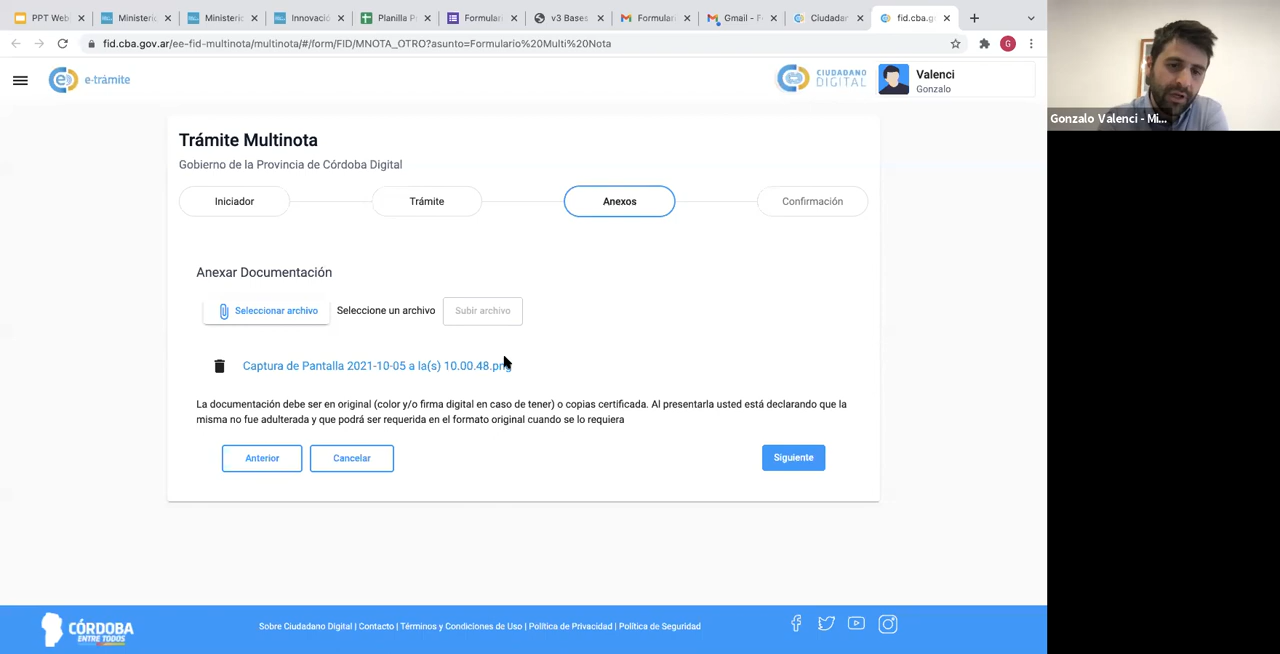 PPT Web
Ministerio
Ministerio
Innovació
Planilla P
Formular
v3 Bases
Formular
Gmail - F
Ciudadan
fid.cba.go
fid.cba.gov.ar/ee-fid-multinota/multinota/#/form/FID/MNOTA_OTRO?asunto=Formulario%20Multi%20Nota
G
e-trámite
CIUDADANO
DIGITAL
Valenci
Gonzalo
Gonzalo Valenci - Mi...
Trámite Multinota
Gobierno de la Provincia de Córdoba Digital
Iniciador
Trámite
Anexos
Confirmación
Anexar Documentación
Seleccionar archivo
Seleccione un archivo
Subir archivo
Captura de Pantalla 2021-10-05 a la(s) 10.00.48.png
La documentación debe ser en original (color y/o firma digital en caso de tener) o copias certificada. Al presentarla usted está declarando que la
misma no fue adulterada y que podrá ser requerida en el formato original cuando se lo requiera
Anterior
Cancelar
Siguiente
CÓRDOBA
ENTRE TODOS
Sobre Ciudadano Digital | Contacto | Términos y Condiciones de Uso | Política de Privacidad | Política de Seguridad